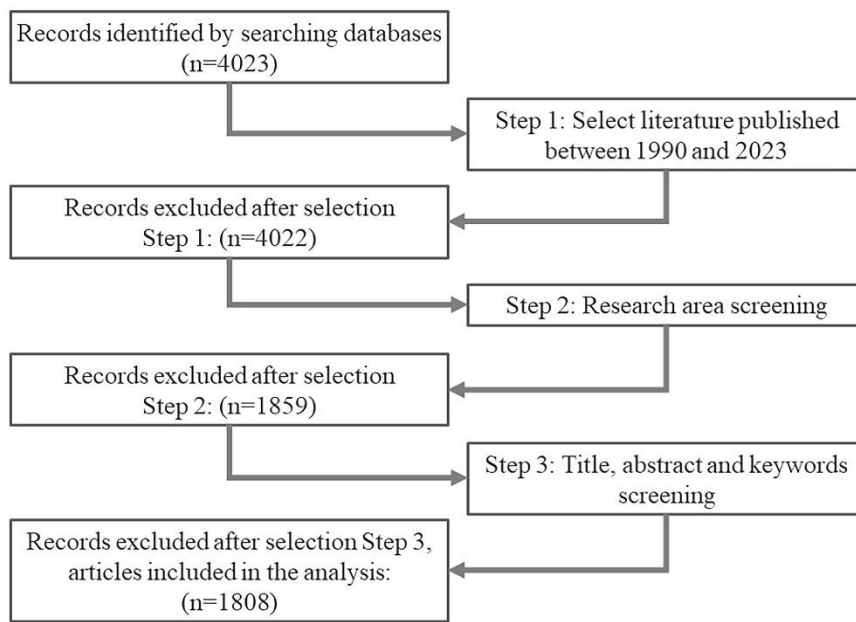 Records identified by searching databases
(n=4023)
Step 1: Select literature published
between 1990 and 2023
Records excluded after selection
Step 1: (n=4022)
Step 2: Research area screening
Records excluded after selection
Step 2: (n=1859)
Step 3: Title, abstract and keywords
screening
Records excluded after selection Step 3,
articles included in the analysis:
(n=1808)